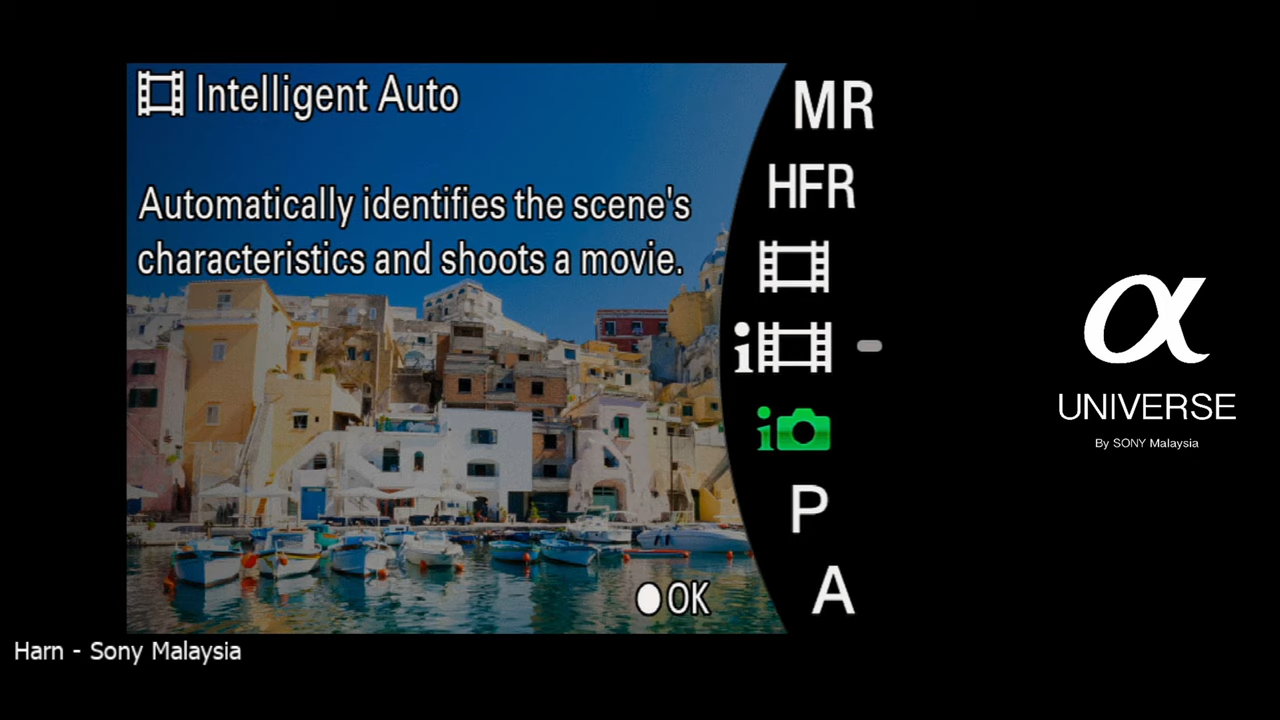 Intelligent Auto
Automatically identifies the scene's
characteristics and shoots a movie.
OK
MR
HFR
i
i
P
A
α
UNIVERSE
By SONY Malaysia
Harn - Sony Malaysia